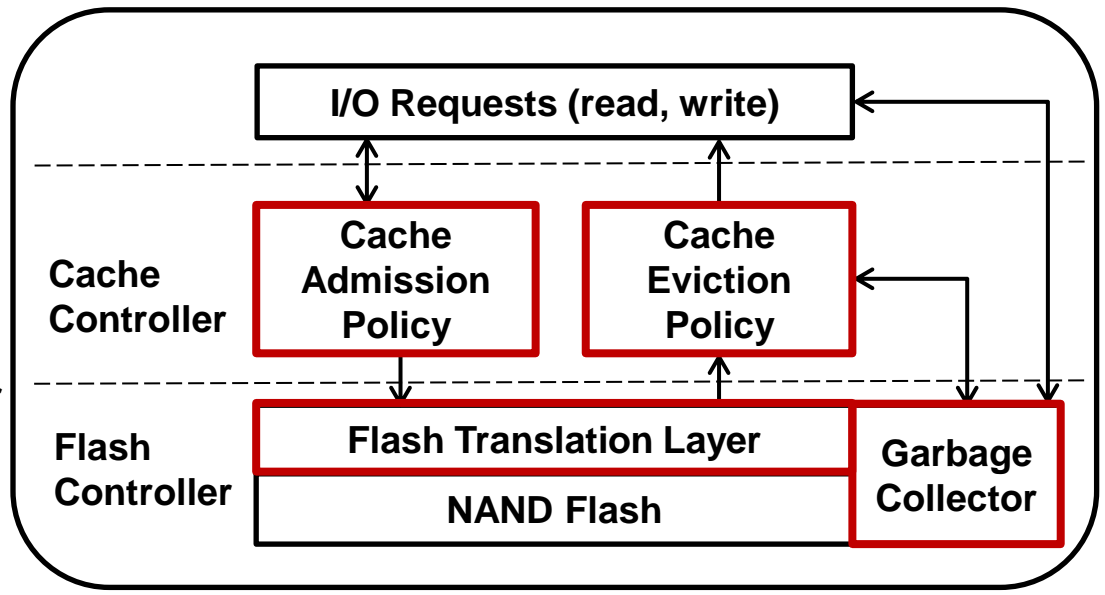 I/O Requests (read, write)
Cache
Controller
Cache
Admission
Policy
Cache
Eviction
Policy
Flash
Controller
Flash Translation Layer
NAND Flash
Garbage
Collector